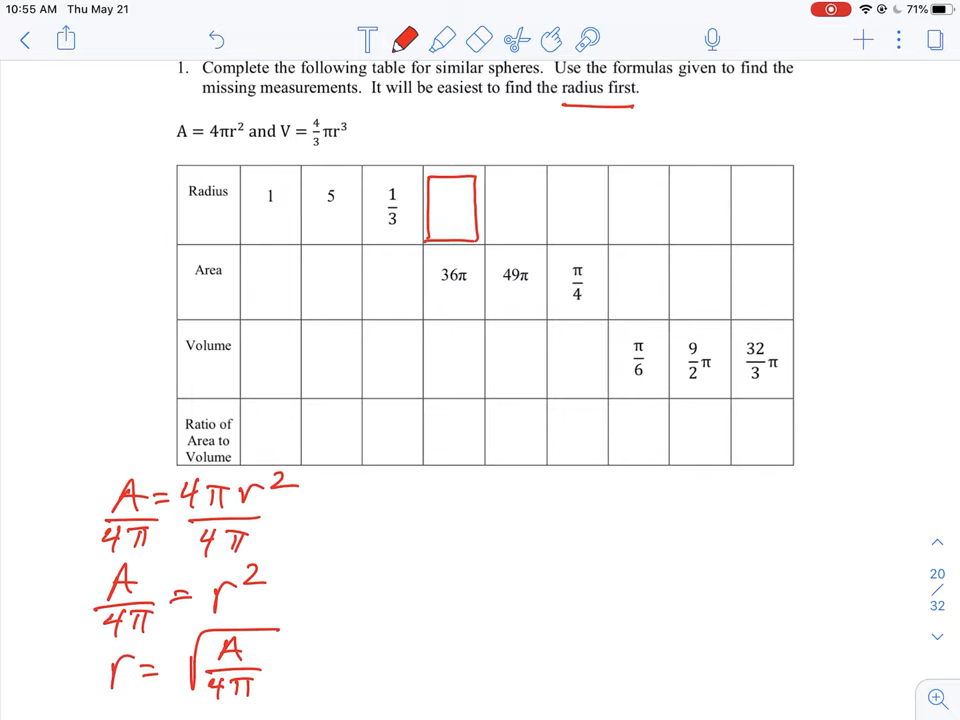 10:55 AM Thu May 21 71%
1. Complete the following table for similar spheres. Use the formulas given to find the
missing measurements. It will be easiest to find the radius first.
A = 4πr² and V = 4/3 πr³
Radius 1 5 1/3
Area 36π 49π π/4
Volume π/6 9/2 π 32/3 π
Ratio of
Area to
Volume
A/4π = 4πr²/4π
A/4π = r²
r = √(A/4π)
20
/
32